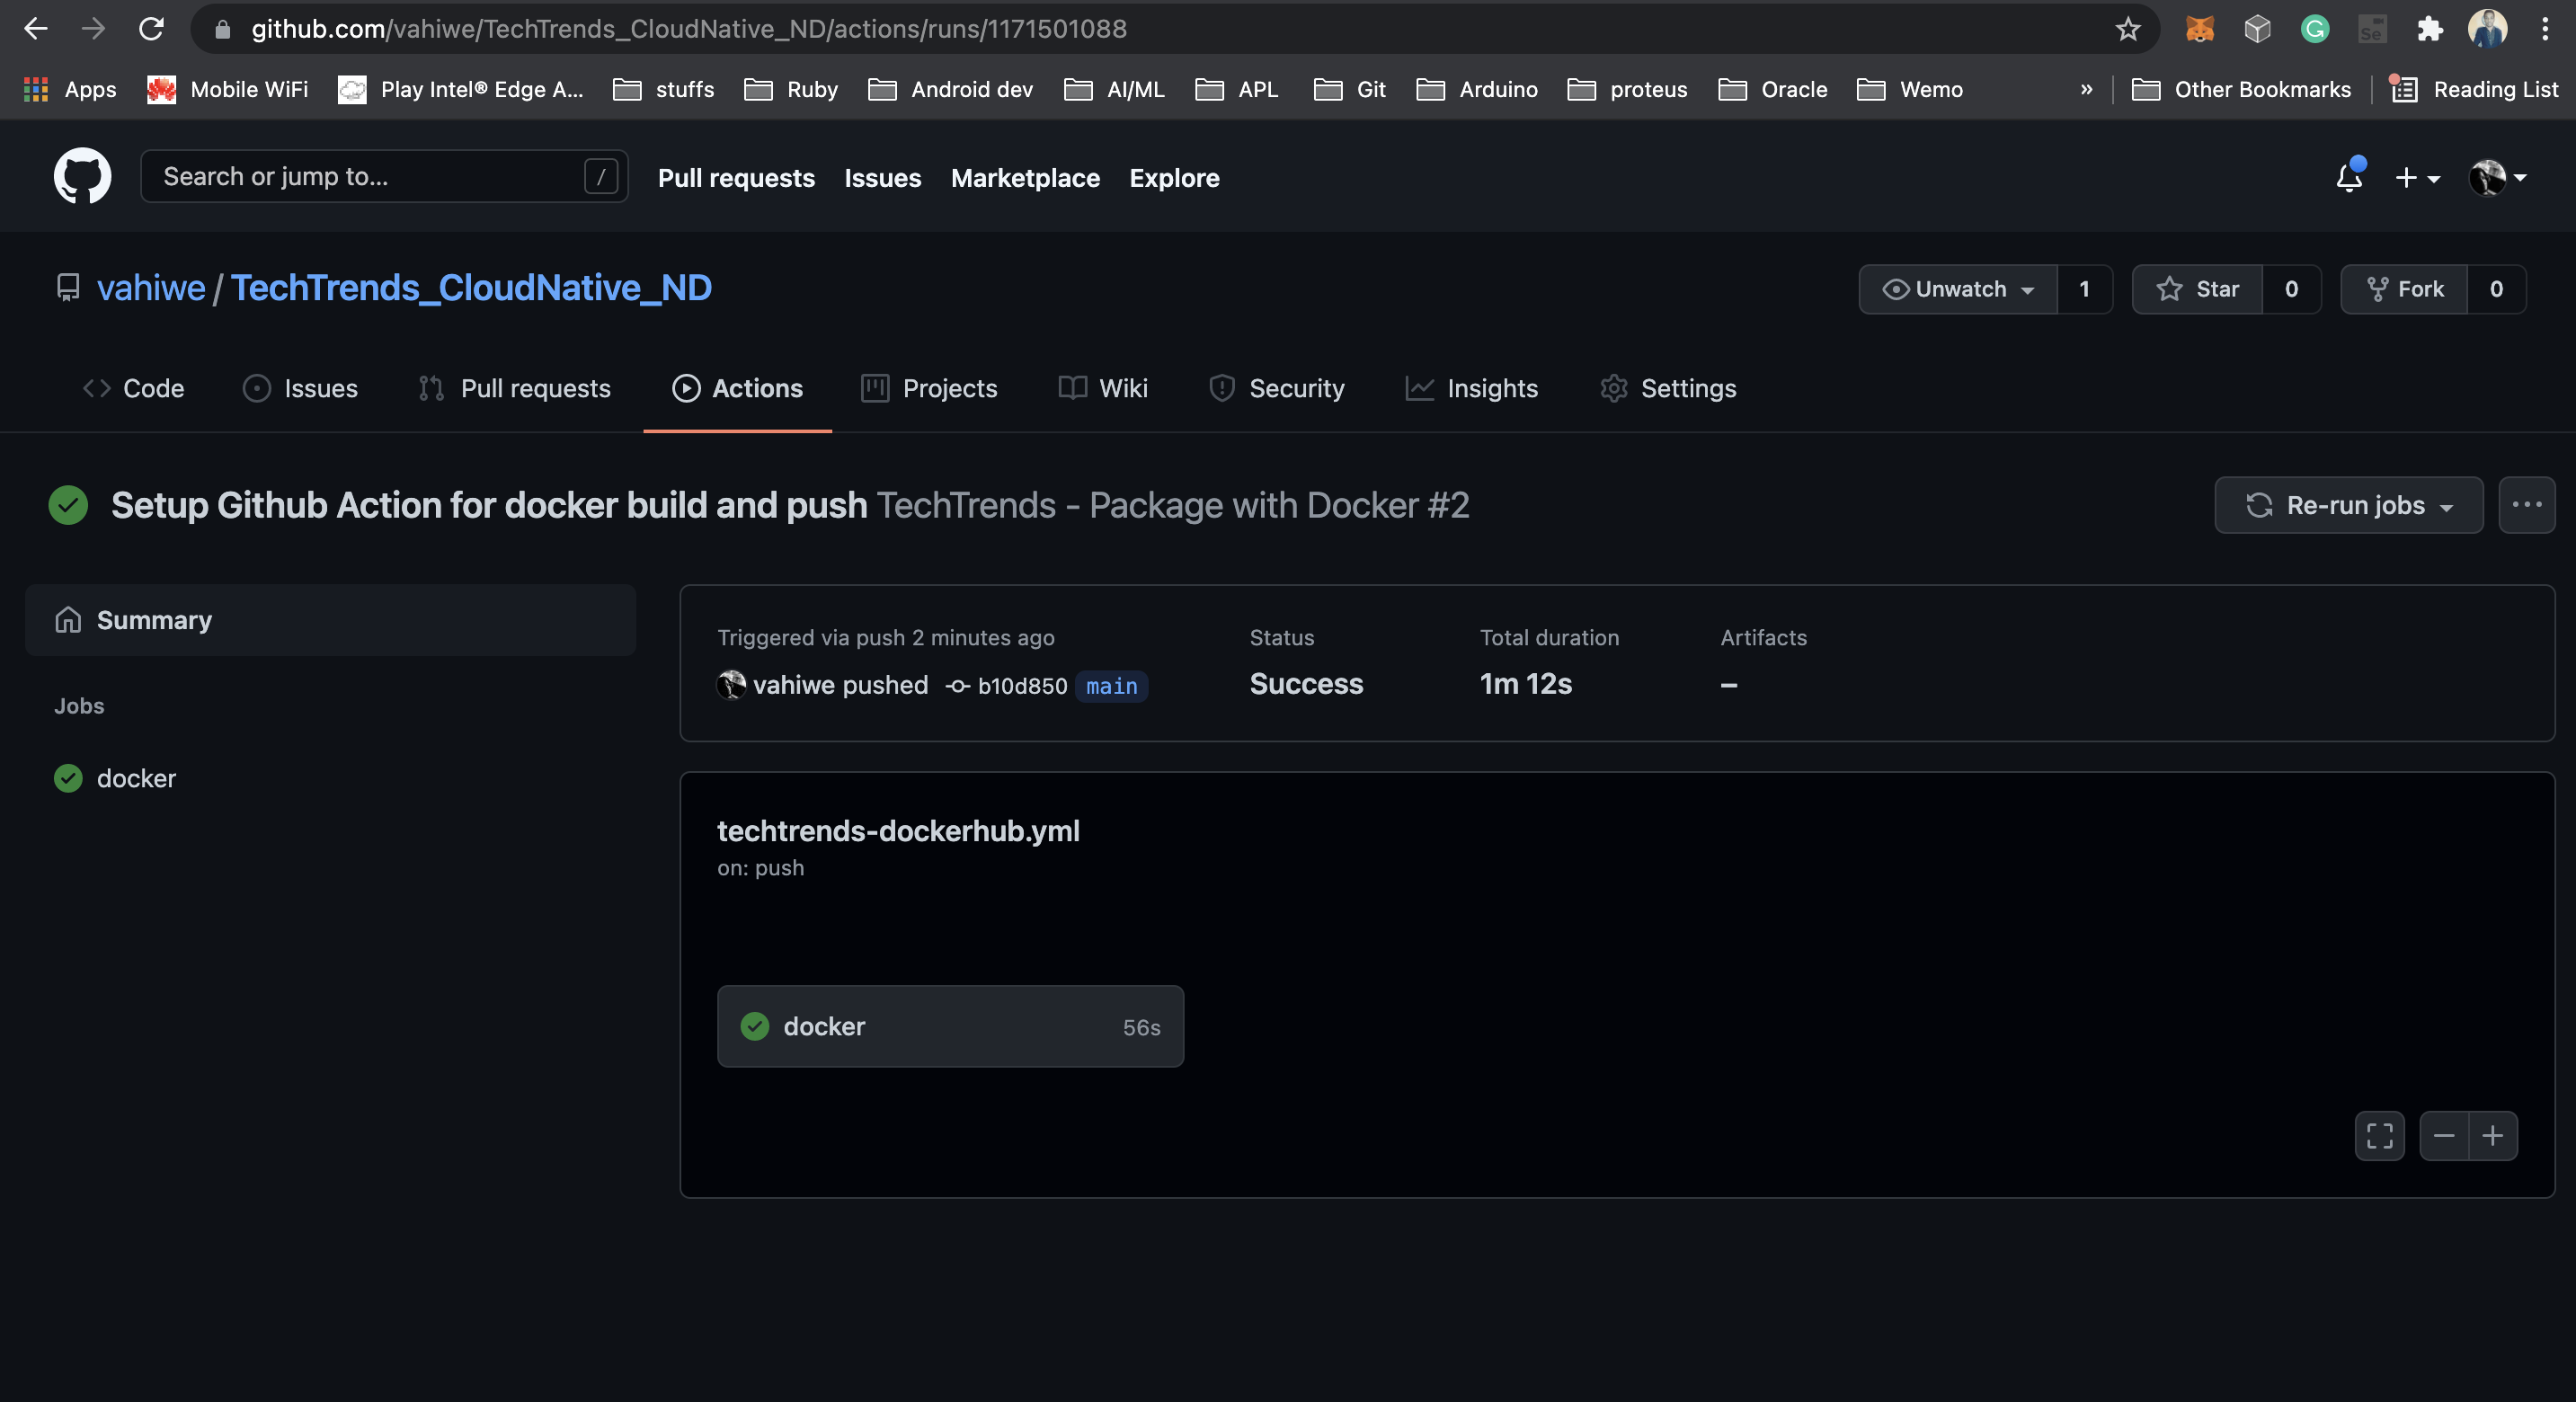 github.com/vahiwe/TechTrends_CloudNative_ND/actions/runs/1171501088
Apps Mobile WiFi Play Intel® Edge A... stuffs Ruby Android dev AI/ML APL Git Arduino proteus Oracle Wemo » Other Bookmarks Reading List
Search or jump to... / Pull requests Issues Marketplace Explore
vahiwe / TechTrends_CloudNative_ND Unwatch 1 Star 0 Fork 0
Code Issues Pull requests Actions Projects Wiki Security Insights Settings
Setup Github Action for docker build and push TechTrends - Package with Docker #2 Re-run jobs ...
Summary
Jobs
docker
Triggered via push 2 minutes ago Status Total duration Artifacts
vahiwe pushed b10d850 main Success 1m 12s –
techtrends-dockerhub.yml
on: push
docker 56s